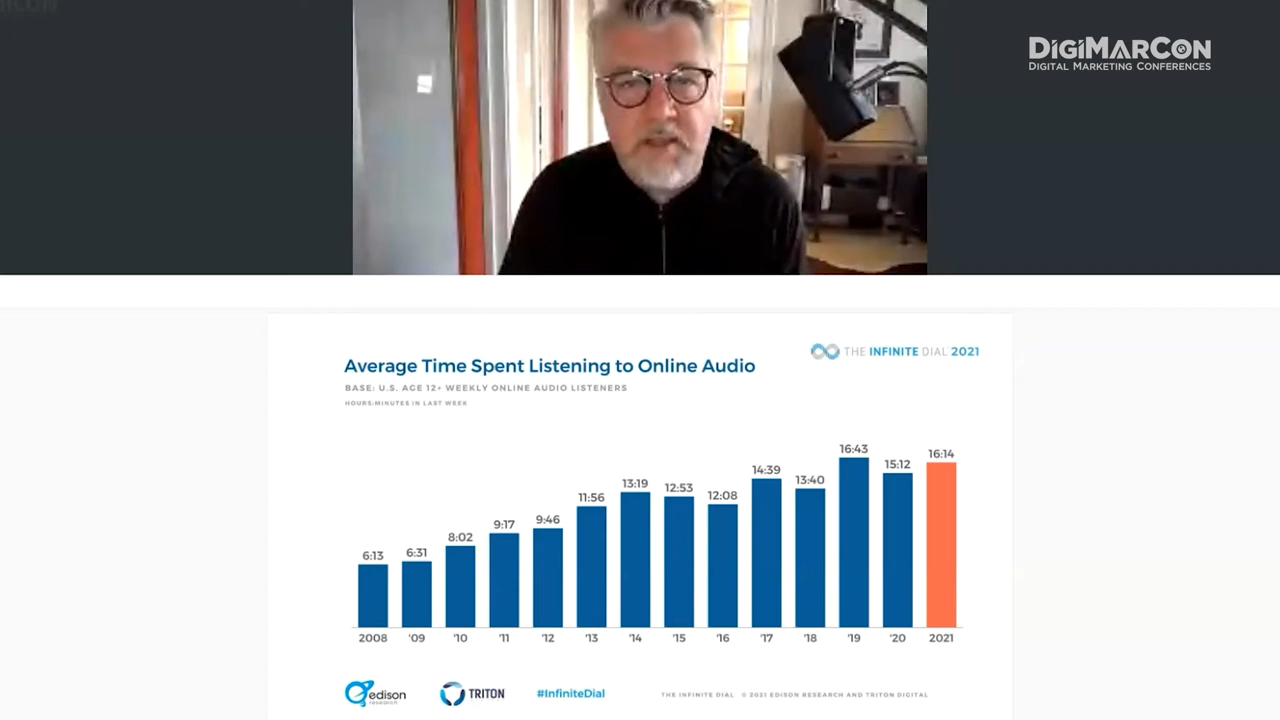 DIGIMARCON
DIGITAL MARKETING CONFERENCES
THE INFINITE DIAL 2021
Average Time Spent Listening to Online Audio
BASE: U.S. AGE 12+ WEEKLY ONLINE AUDIO LISTENERS
HOURS:MINUTES IN LAST WEEK
6:13 6:31 8:02 9:17 9:46 11:56 13:19 12:53 12:08 14:39 13:40 16:43 15:12 16:14
2008 '09 '10 '11 '12 '13 '14 '15 '16 '17 '18 '19 '20 2021
edison
research
TRITON
#InfiniteDial
THE INFINITE DIAL © 2021 EDISON RESEARCH AND TRITON DIGITAL